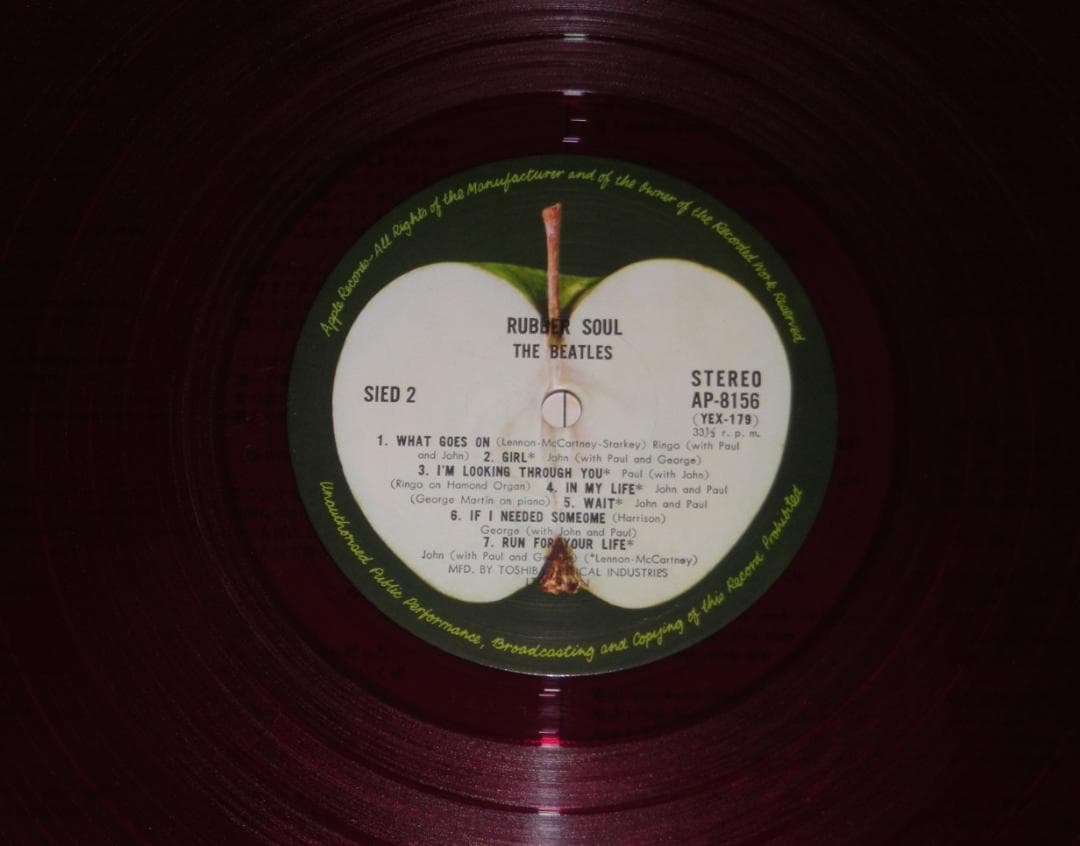 Apple Records-All Rights of the Manufacturer and of the Owner of the Recorded Work Reserved
RUBBER SOUL
THE BEATLES
SIED 2
STEREO
AP-8156
(YEX-179)
33⅓ r. p. m.
1. WHAT GOES ON (Lennon-McCartney-Starkey) Ringo (with Paul
and John) 2. GIRL* John (with Paul and George)
3. I'M LOOKING THROUGH YOU* Paul (with John)
(Ringo on Hamond Organ) 4. IN MY LIFE* John and Paul
(George Martin on piano) 5. WAIT* John and Paul
6. IF I NEEDED SOMEONE (Harrison)
George (with John and Paul)
7. RUN FOR YOUR LIFE*
John (with Paul and George) (*Lennon-McCartney)
MFD. BY TOSHIBA INDUSTRIES
Unauthorised Public Performance, Broadcasting and Copying of this Record Prohibited